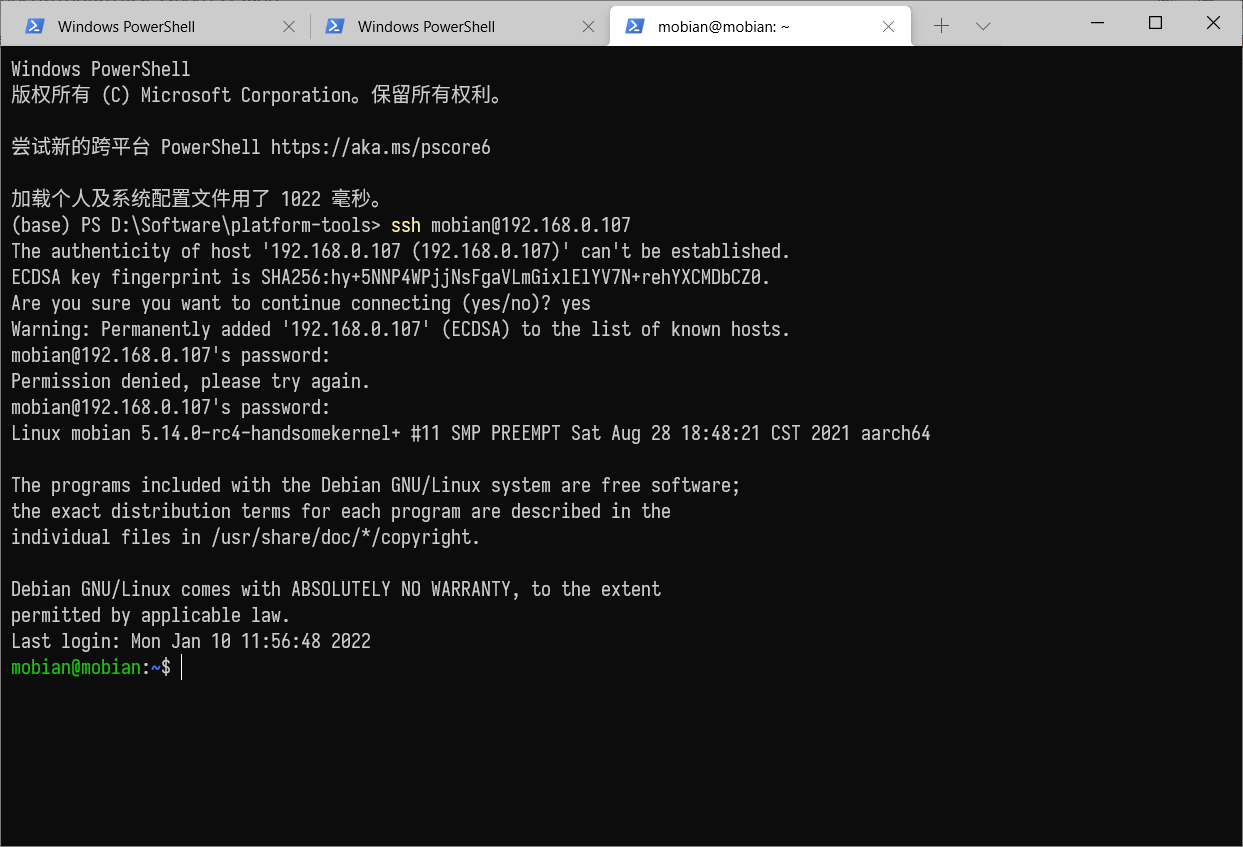 Windows PowerShell
Windows PowerShell
mobian@mobian: ~
Windows PowerShell
版权所有 (C) Microsoft Corporation。保留所有权利。
尝试新的跨平台 PowerShell https://aka.ms/pscore6
加载个人及系统配置文件用了 1022 毫秒。
(base) PS D:\Software\platform-tools> ssh mobian@192.168.0.107
The authenticity of host '192.168.0.107 (192.168.0.107)' can't be established.
ECDSA key fingerprint is SHA256:hy+5NNP4WPjjNsFgaVLmGixlElYV7N+rehYXCMDbCZ0.
Are you sure you want to continue connecting (yes/no)? yes
Warning: Permanently added '192.168.0.107' (ECDSA) to the list of known hosts.
mobian@192.168.0.107's password:
Permission denied, please try again.
mobian@192.168.0.107's password:
Linux mobian 5.14.0-rc4-handsomekernel+ #11 SMP PREEMPT Sat Aug 28 18:48:21 CST 2021 aarch64
The programs included with the Debian GNU/Linux system are free software;
the exact distribution terms for each program are described in the
individual files in /usr/share/doc/*/copyright.
Debian GNU/Linux comes with ABSOLUTELY NO WARRANTY, to the extent
permitted by applicable law.
Last login: Mon Jan 10 11:56:48 2022
mobian@mobian:~$